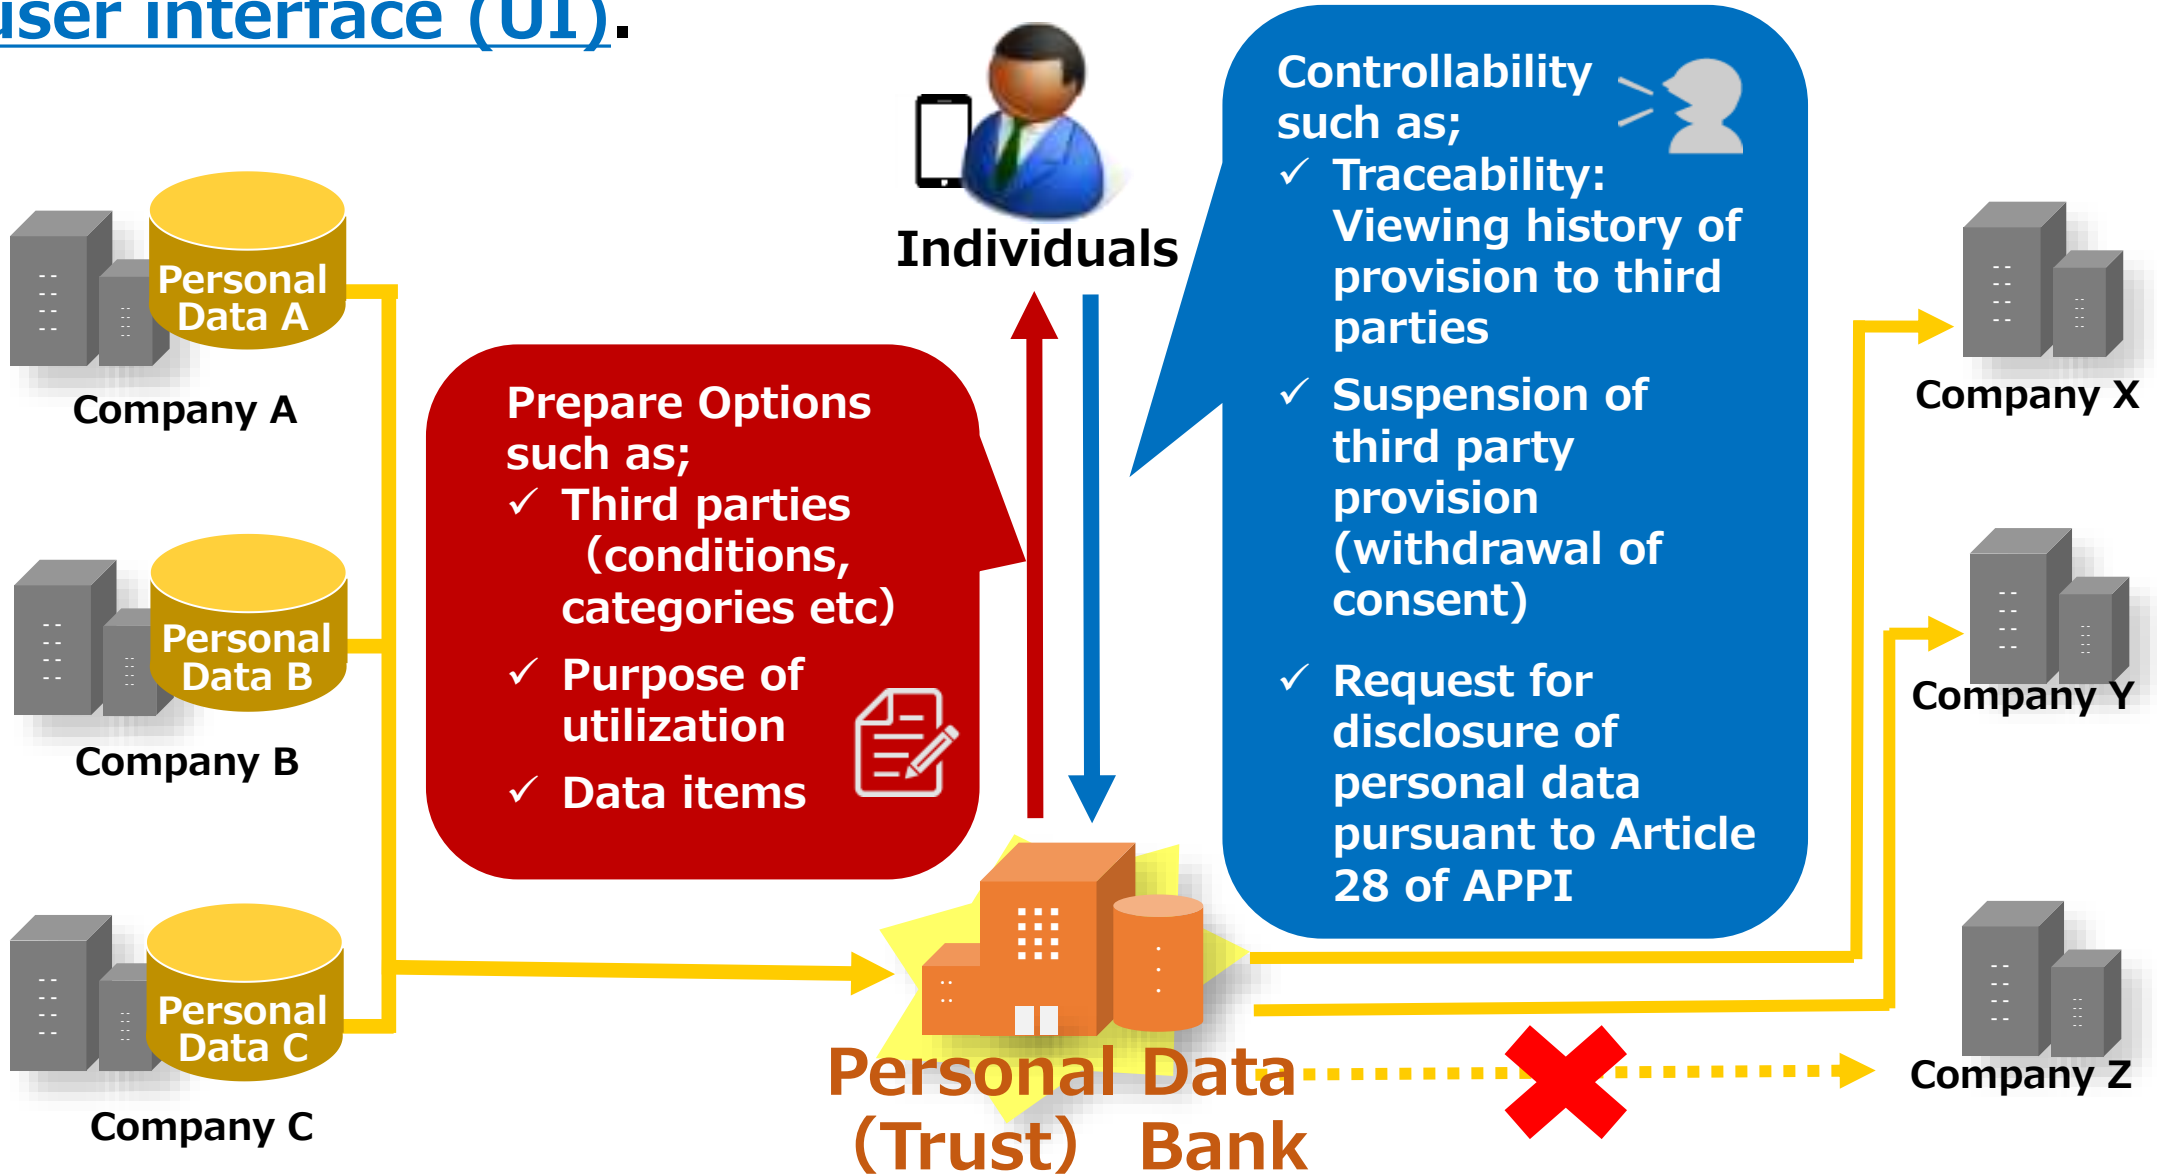 user interface (UI).
Individuals
Personal
Data A
Company A
Personal
Data B
Company B
Personal
Data C
Company C
Prepare Options
such as;
✓ Third parties
（conditions,
categories etc）
✓ Purpose of
utilization
✓ Data items
Controllability
such as;
✓ Traceability:
Viewing history of
provision to third
parties
✓ Suspension of
third party
provision
(withdrawal of
consent)
✓ Request for
disclosure of
personal data
pursuant to Article
28 of APPI
Personal Data
（Trust） Bank
Company X
Company Y
Company Z